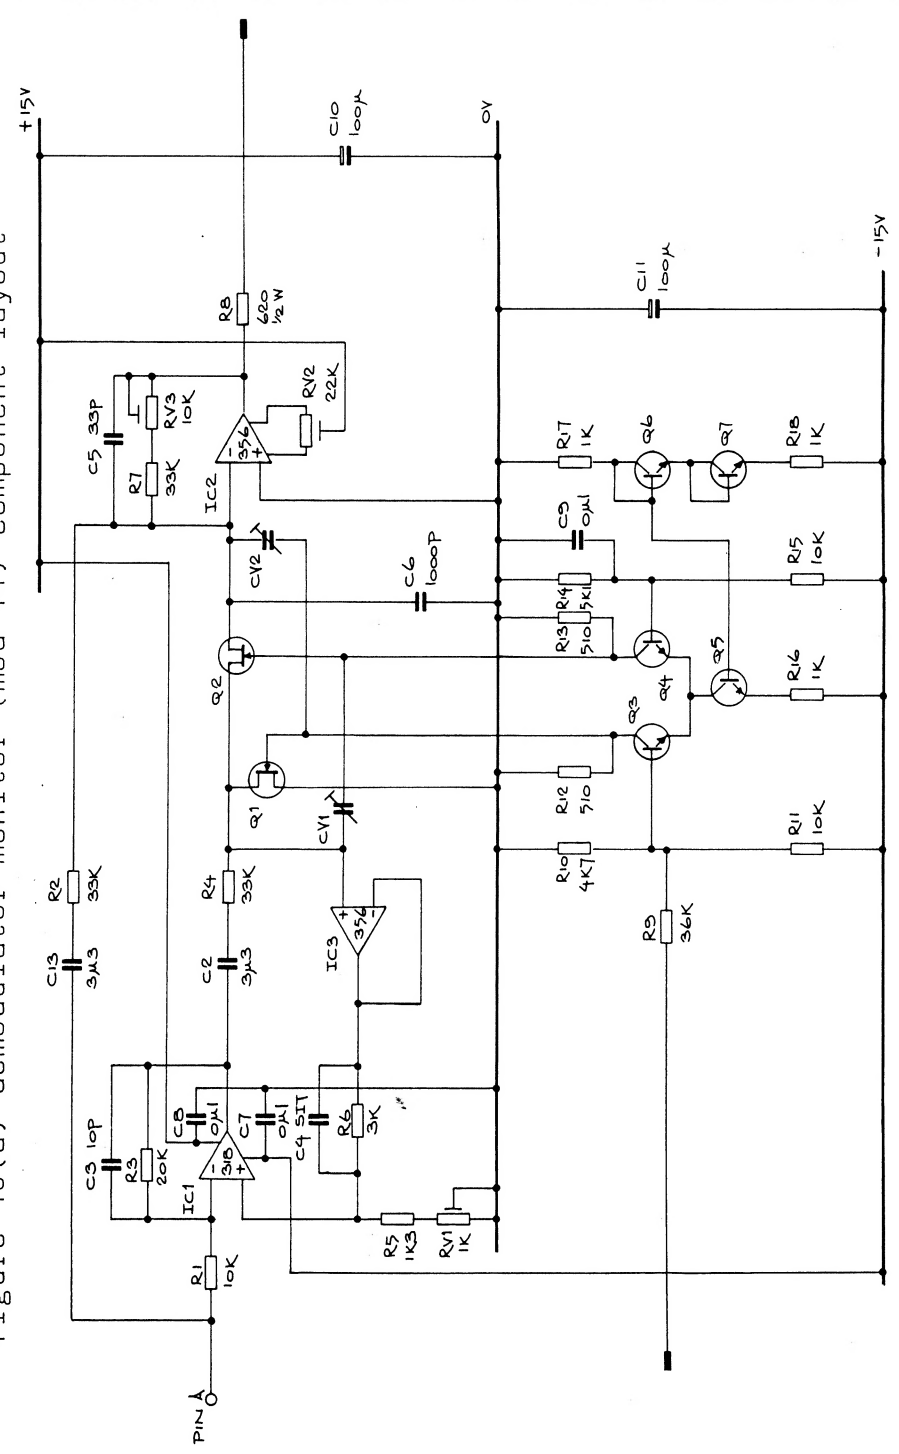 Figure 10(d) demodulator monitor (mod 1), component layout
+15V
C10
100µ
0V
C11
100µ
-15V
R8
620
½W
C5 33P
RV3
10K
R7
33K
RV2
22K
IC2
356
CV2
C6
1000P
R17
1K
Q6
Q7
R18
1K
C9
0µ1
R14
5K1
R13
510
R15
10K
Q4
Q5
R16
1K
Q3
Q2
Q1
R12
510
CV1
R10
4K7
R11
10K
R2
33K
C13
3µ3
R4
33K
C2
3µ3
IC3
356
R9
36K
C3 10P
R3
20K
C8
0µ1
C7
0µ1
C4 SIT
R6
3K
IC1
318
R5
1K3
RV1
1K
R1
10K
PIN A